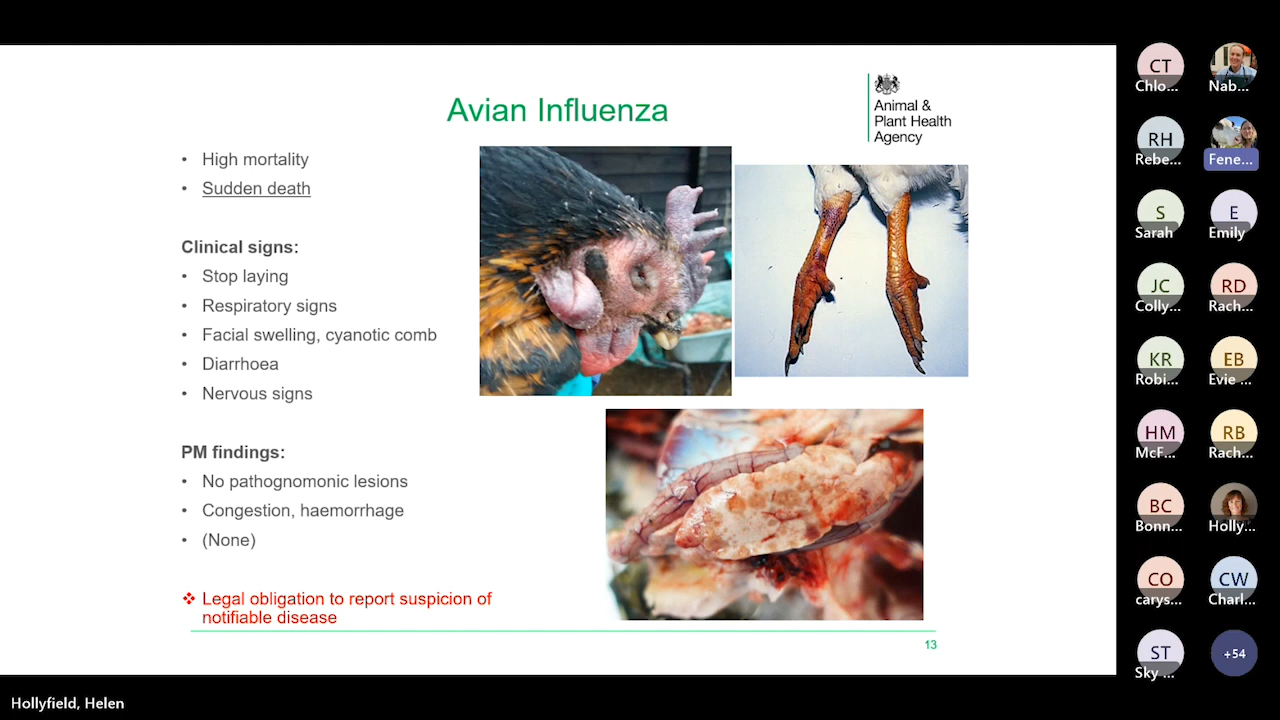 Avian Influenza
Animal &
Plant Health
Agency
• High mortality
• Sudden death
Clinical signs:
• Stop laying
• Respiratory signs
• Facial swelling, cyanotic comb
• Diarrhoea
• Nervous signs
PM findings:
• No pathognomonic lesions
• Congestion, haemorrhage
• (None)
❖ Legal obligation to report suspicion of
notifiable disease
13
CT
Chlo...
Nab...
RH
Rebe...
Fene...
S
Sarah
E
Emily
JC
Colly...
RD
Rach...
KR
Robi...
EB
Evie ...
HM
McF...
RB
Rach...
BC
Bonn...
Holly...
CO
carys...
CW
Charl...
ST
Sky ...
+54
Hollyfield, Helen